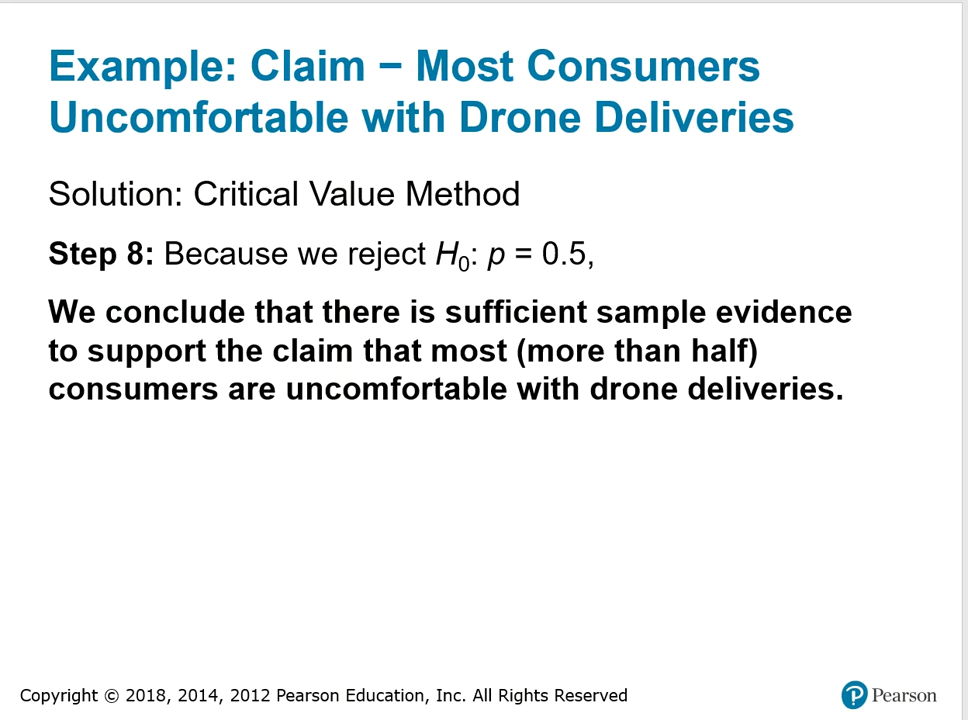 Example: Claim − Most Consumers
Uncomfortable with Drone Deliveries
Solution: Critical Value Method
Step 8: Because we reject H₀: p = 0.5,
We conclude that there is sufficient sample evidence
to support the claim that most (more than half)
consumers are uncomfortable with drone deliveries.
Copyright © 2018, 2014, 2012 Pearson Education, Inc. All Rights Reserved
P Pearson